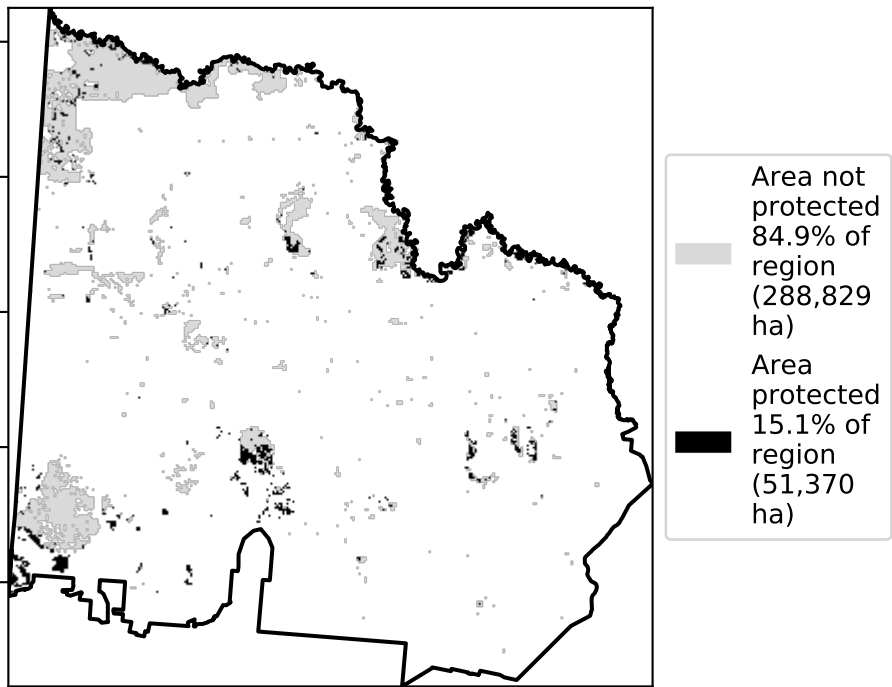 Area not
protected
84.9% of
region
(288,829
ha)
Area
protected
15.1% of
region
(51,370
ha)